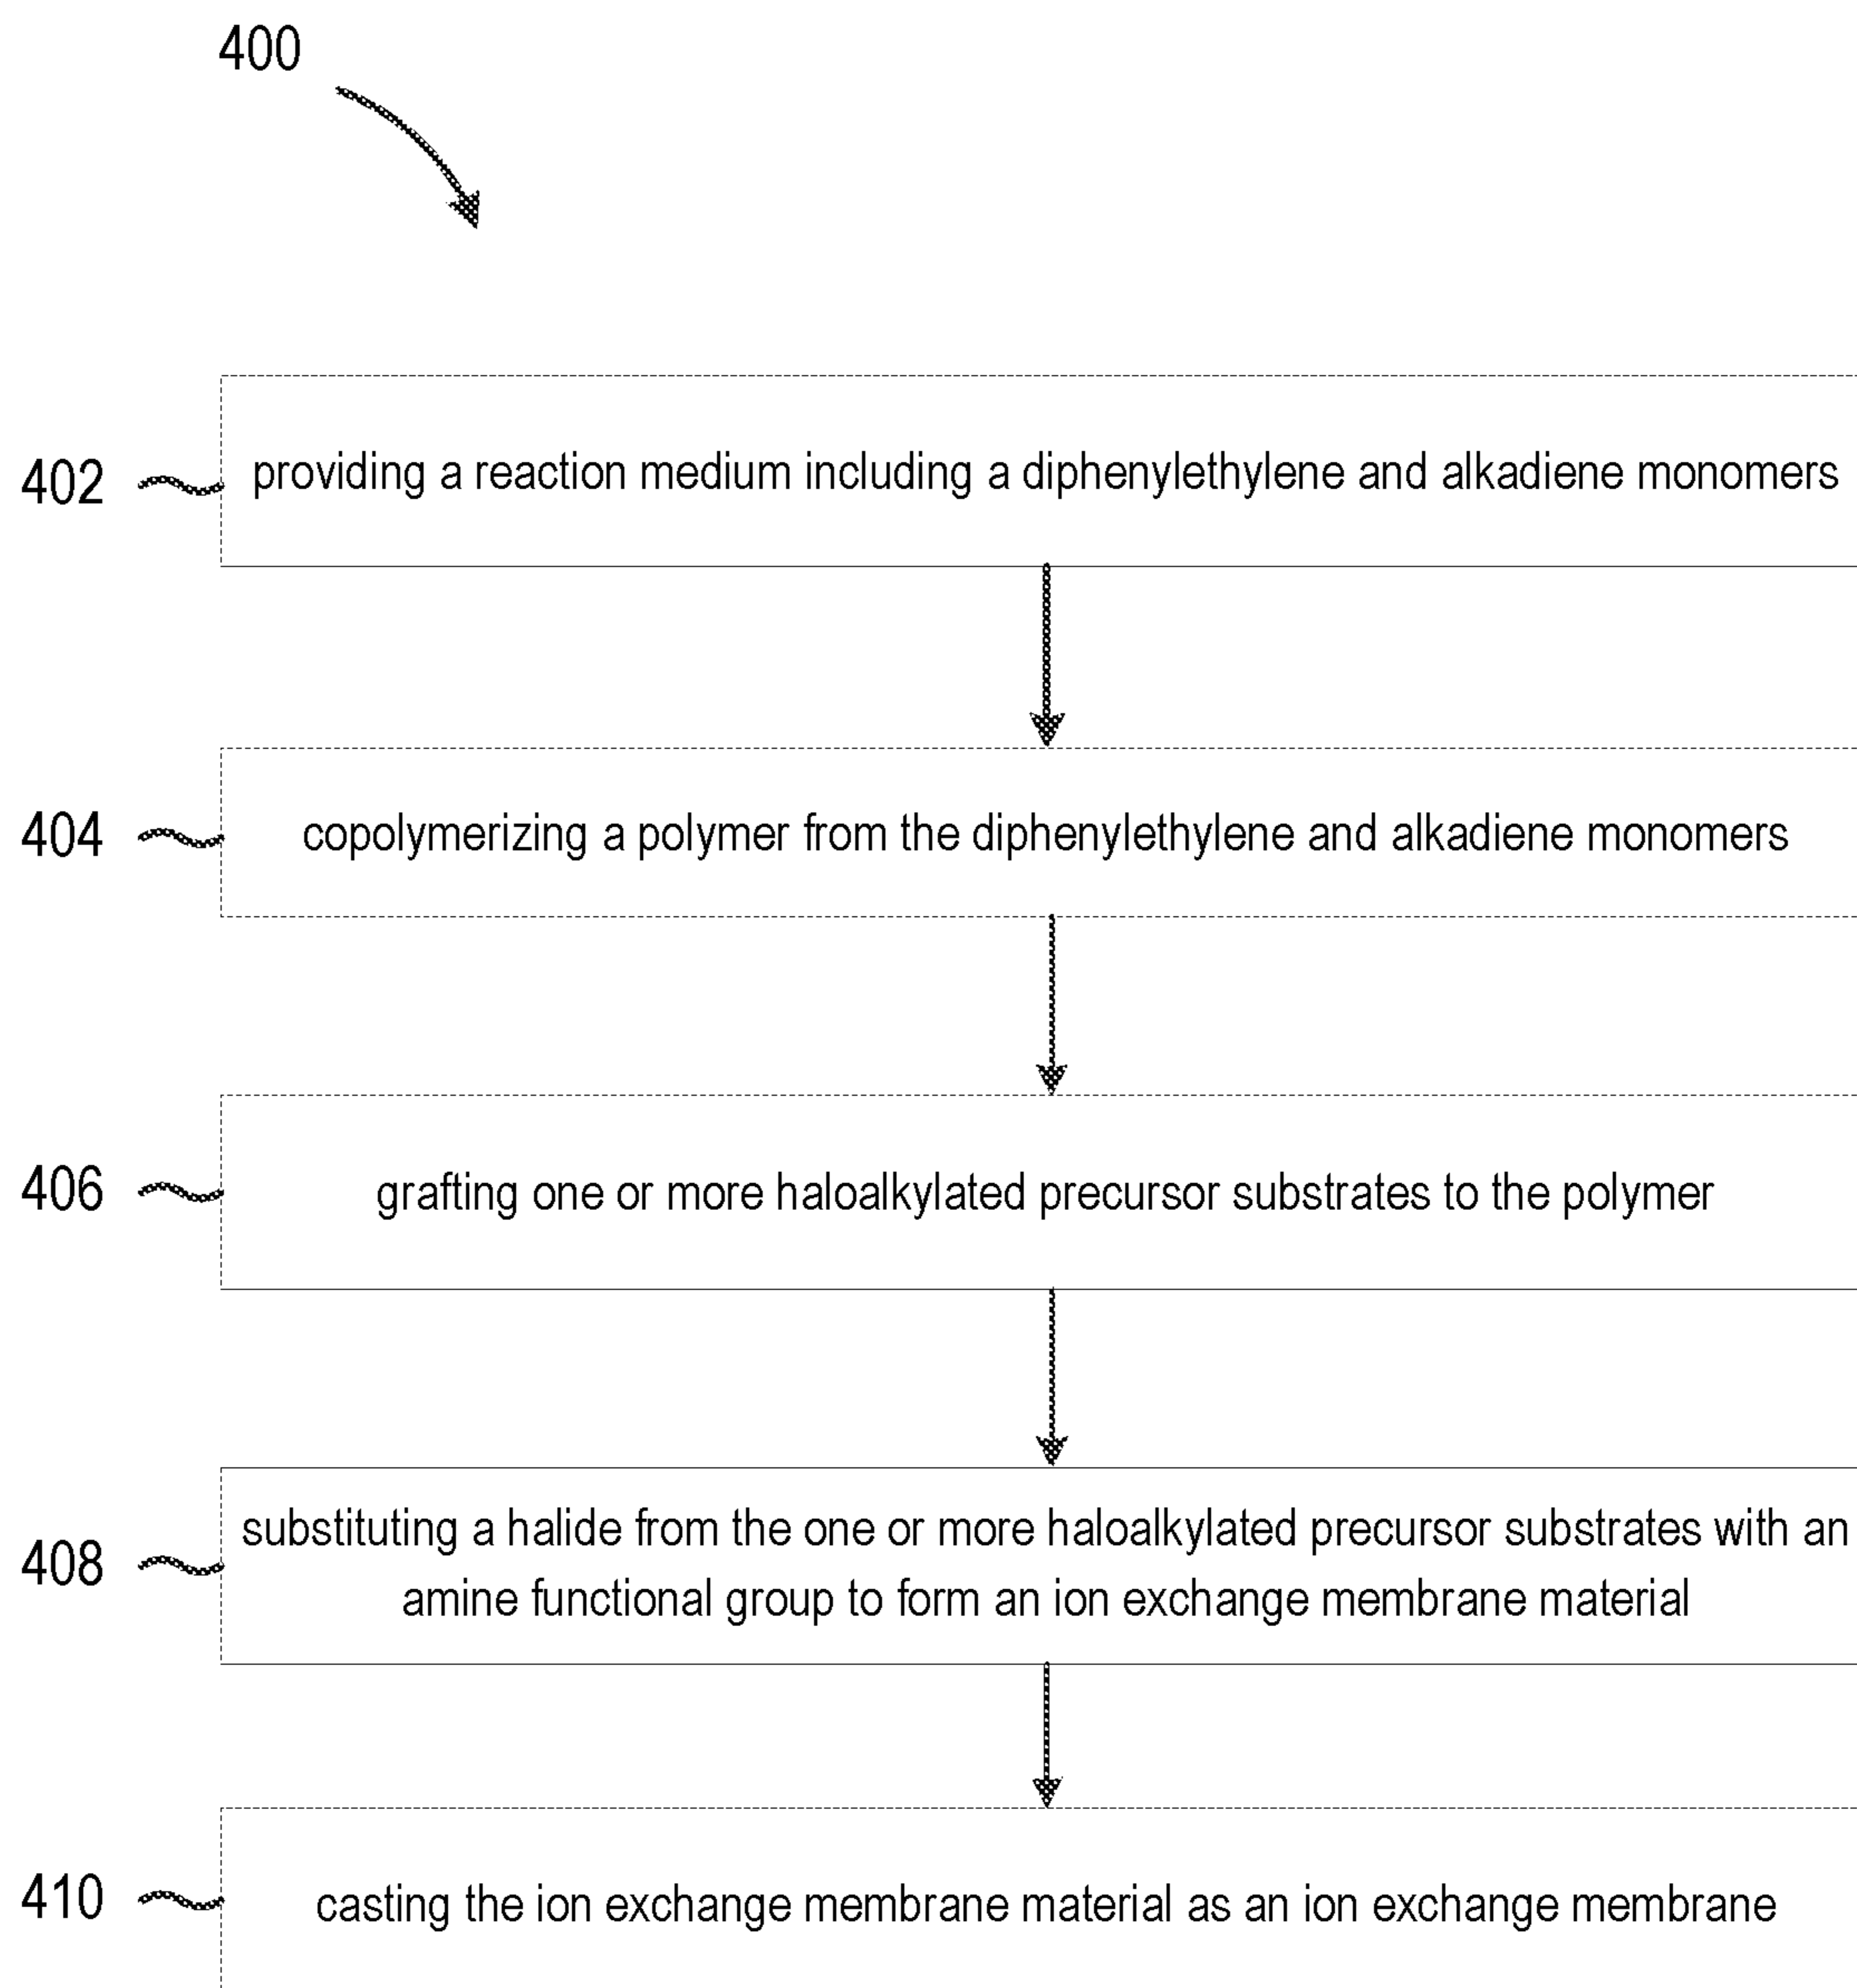 400
402 providing a reaction medium including a diphenylethylene and alkadiene monomers
404 copolymerizing a polymer from the diphenylethylene and alkadiene monomers
406 grafting one or more haloalkylated precursor substrates to the polymer
408 substituting a halide from the one or more haloalkylated precursor substrates with an
amine functional group to form an ion exchange membrane material
410 casting the ion exchange membrane material as an ion exchange membrane